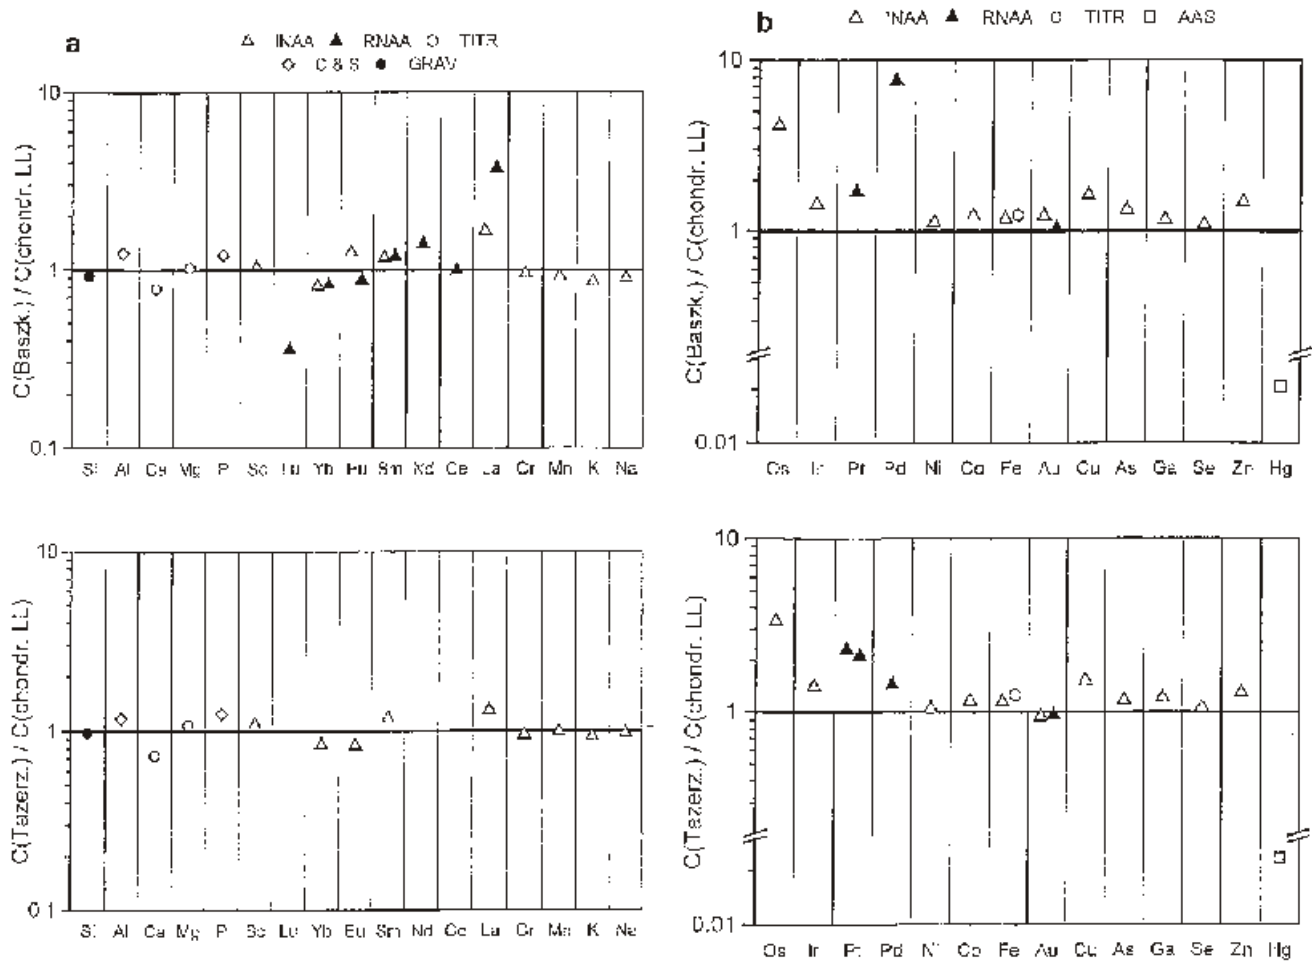 a
INAA RNAA TITR
C & S GRAV
10
1
0.1
C(Baszk.) / C(chondr. LL)
Si Al Ca Mg P Sc Lu Yb Eu Sm Nd Ce La Cr Mn K Na
b
INAA RNAA TITR AAS
10
1
0.01
C(Baszk.) / C(chondr. LL)
Os Ir Pt Pd Ni Co Fe Au Cu As Ga Se Zn Hg
10
1
0.1
C(Tazerz.) / C(chondr. LL)
Si Al Ca Mg P Sc Lu Yb Eu Sm Nd Ce La Cr Mn K Na
10
1
0.01
C(Tezerz.) / C(chondr. LL)
Os Ir Pt Pd Ni Co Fe Au Cu As Ga Se Zn Hg